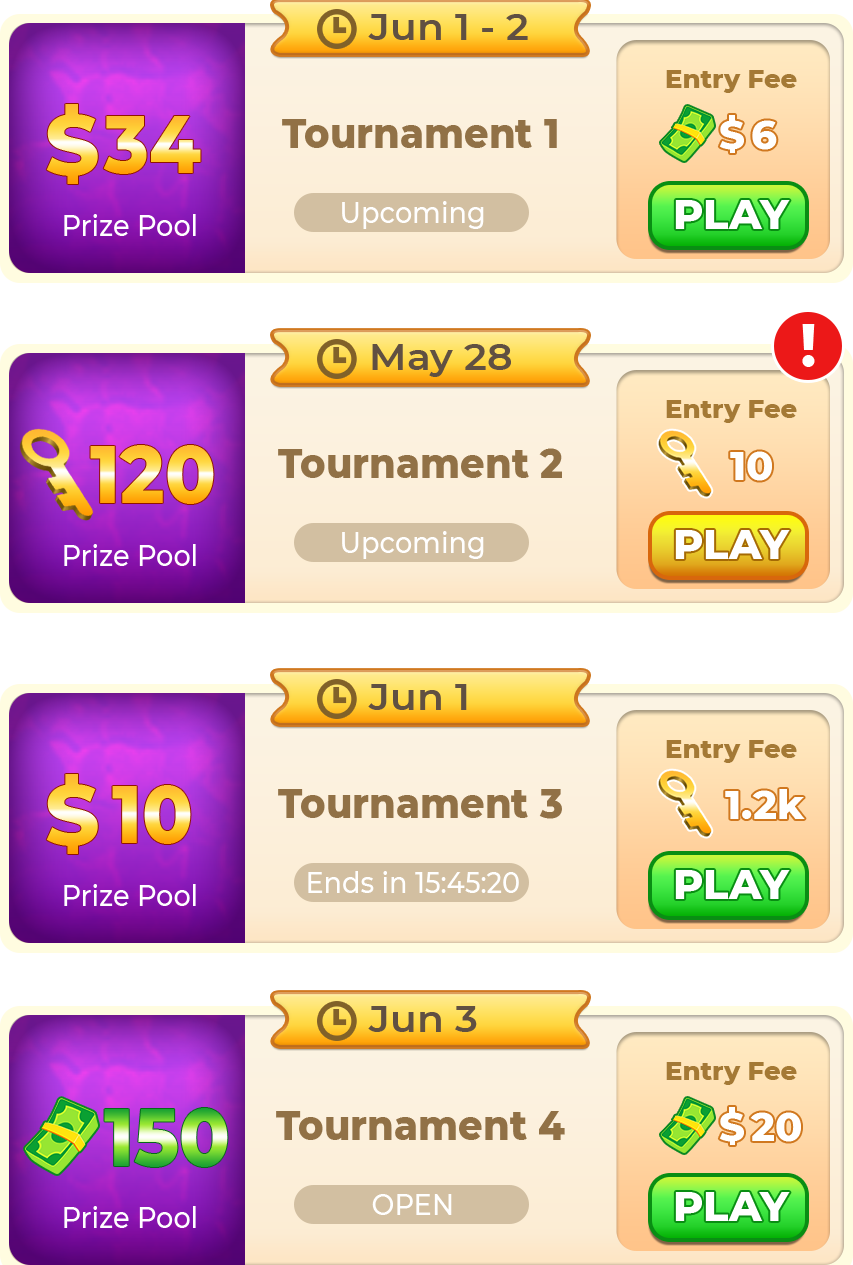 Jun 1 - 2
$34
Prize Pool
Tournament 1
Upcoming
Entry Fee
$6
PLAY
!
May 28
120
Prize Pool
Tournament 2
Upcoming
Entry Fee
10
PLAY
Jun 1
$10
Prize Pool
Tournament 3
Ends in 15:45:20
Entry Fee
1.2k
PLAY
Jun 3
150
Prize Pool
Tournament 4
OPEN
Entry Fee
$20
PLAY